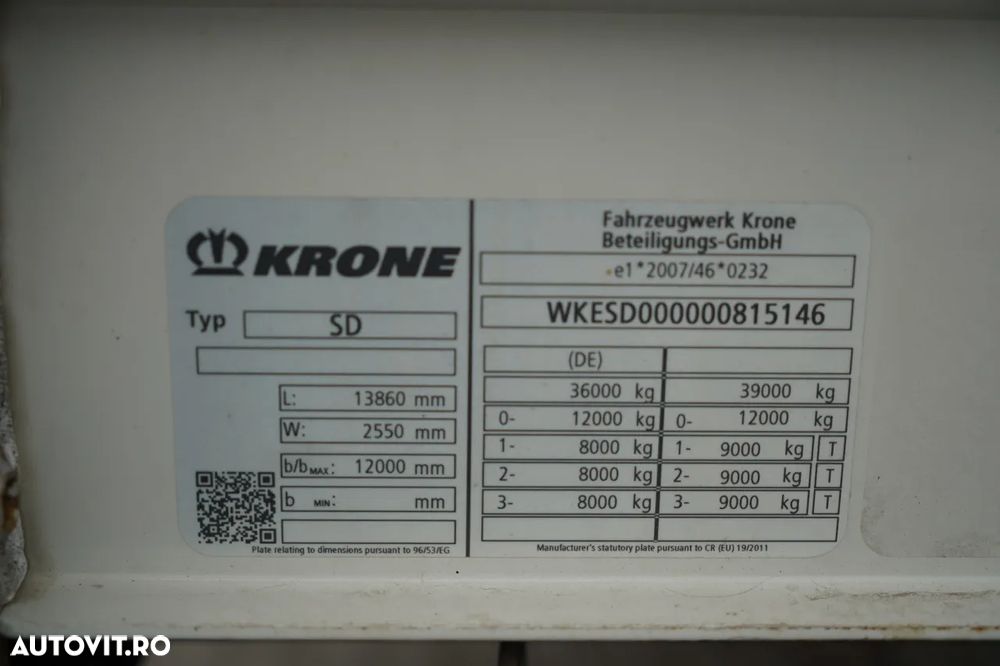 KRONE
Typ SD
L: 13860 mm
W: 2550 mm
b/b MAX: 12000 mm
b MIN: mm
Plate relating to dimensions pursuant to 96/53/EG
Fahrzeugwerk Krone
Beteiligungs-GmbH
e1*2007/46*0232
WKESD000000815146
(DE)
36000 kg 39000 kg
0- 12000 kg 0- 12000 kg
1- 8000 kg 1- 9000 kg T
2- 8000 kg 2- 9000 kg T
3- 8000 kg 3- 9000 kg T
Manufacturer's statutory plate pursuant to CR (EU) 19/2011
AUTOVIT.RO